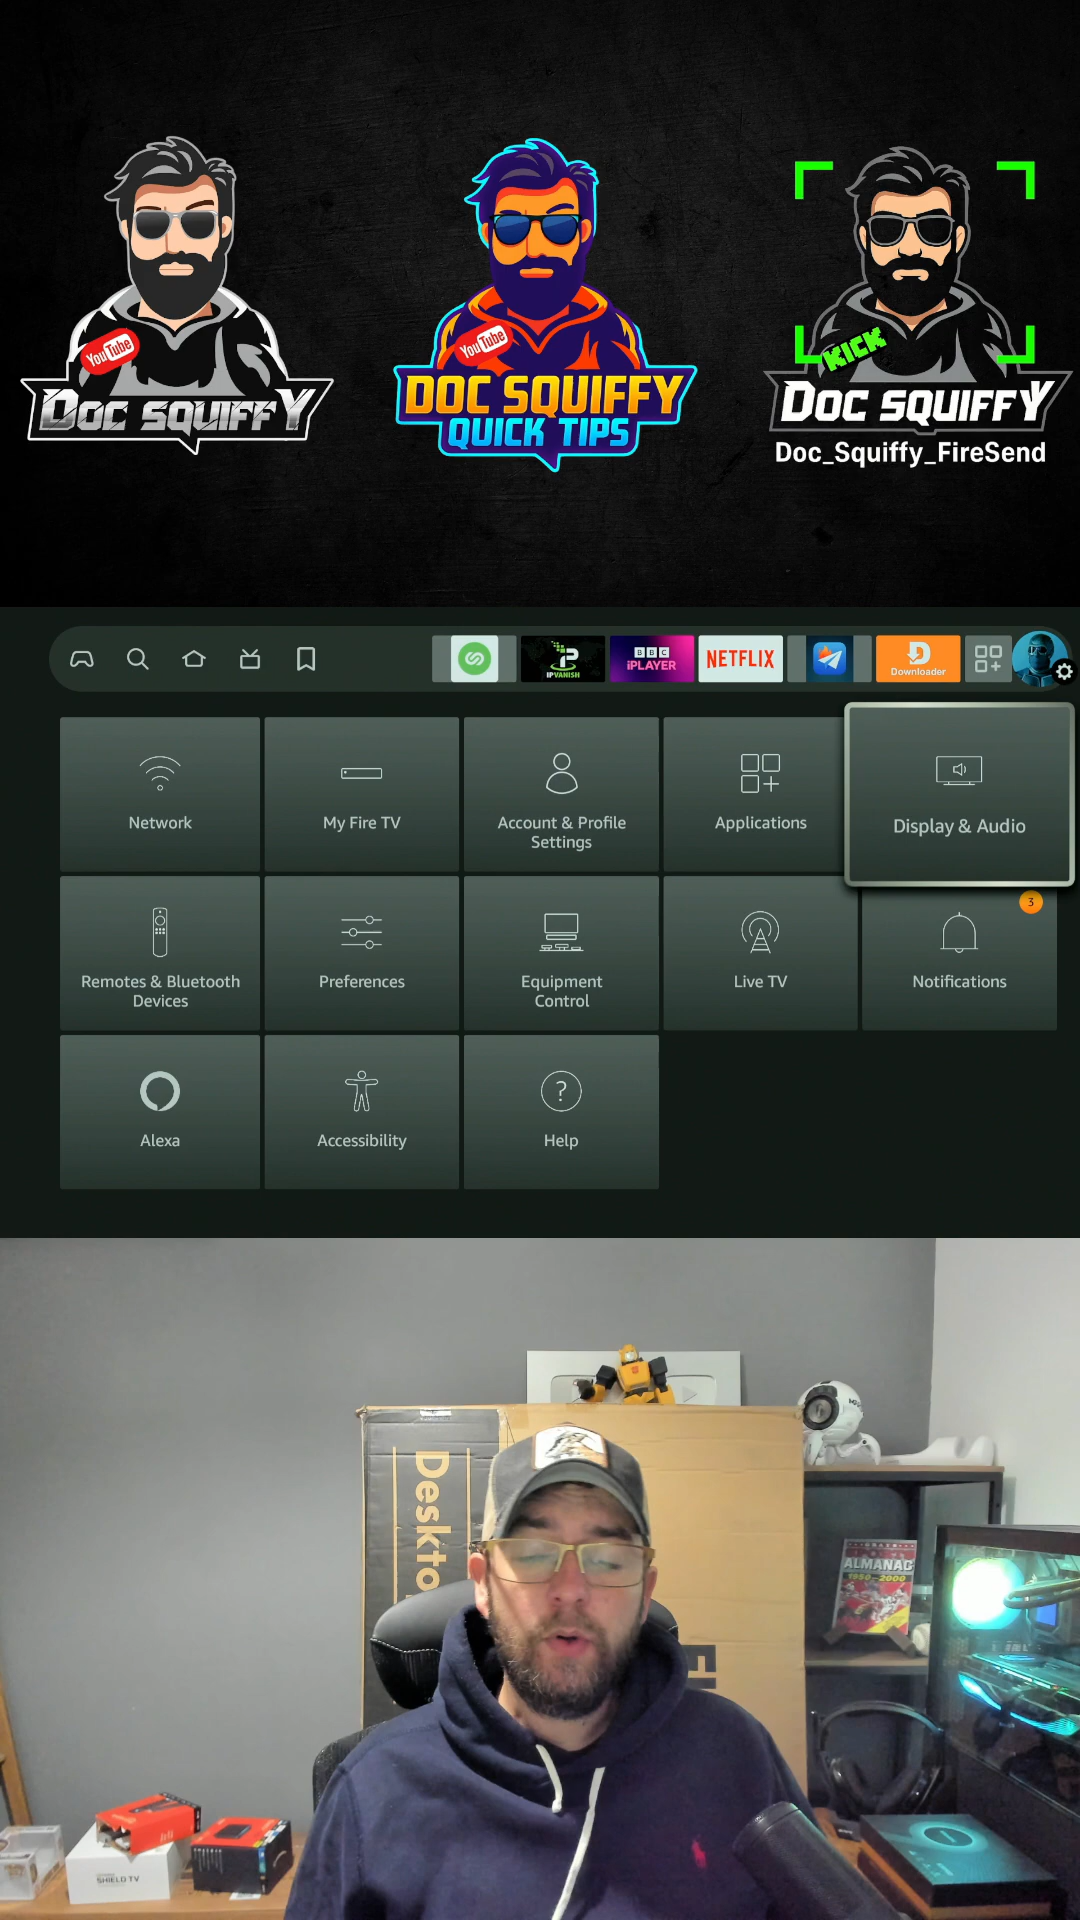 YouTube
DOC SQUIFFY
YouTube
DOC SQUIFFY
QUICK TIPS
KICK
DOC SQUIFFY
Doc_Squiffy_FireSend
IPVANISH
BBC
iPLAYER
NETFLIX
Downloader
Network
My Fire TV
Account & Profile
Settings
Applications
Display & Audio
Remotes & Bluetooth
Devices
Preferences
Equipment
Control
Live TV
3
Notifications
Alexa
Accessibility
?
Help
Deskto
ALMANAC
1950-2000
SHIELD TV